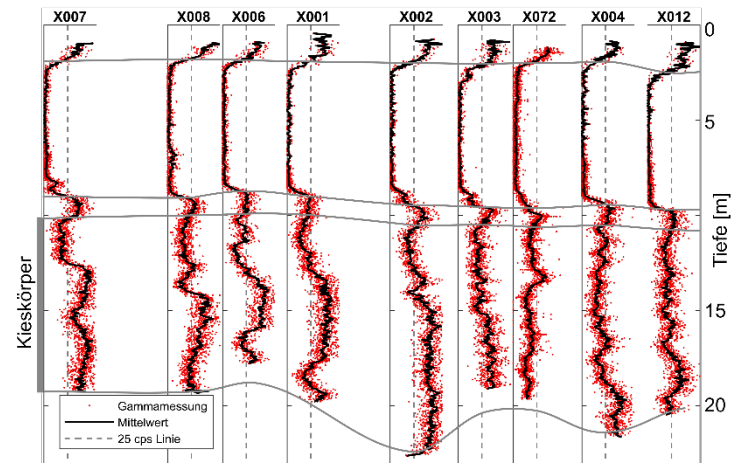 X007 X008 X006 X001 X002 X003 X072 X004 X012
0
5
Tiefe [m]
10
15
20
Kieskörper
Gammamessung
Mittelwert
25 cps Linie